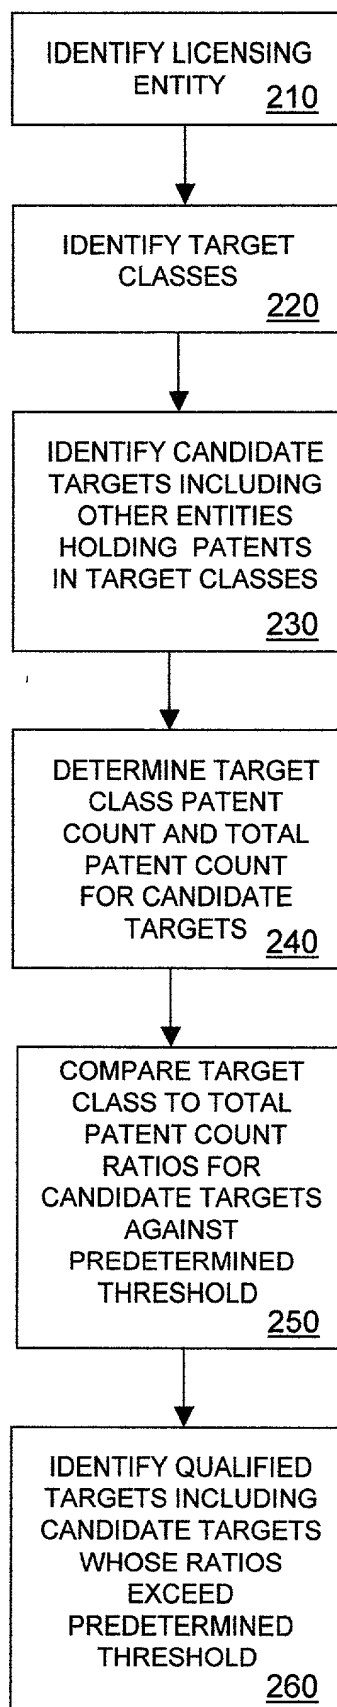 IDENTIFY LICENSING
ENTITY
210
IDENTIFY TARGET
CLASSES
220
IDENTIFY CANDIDATE
TARGETS INCLUDING
OTHER ENTITIES
HOLDING PATENTS
IN TARGET CLASSES
230
DETERMINE TARGET
CLASS PATENT
COUNT AND TOTAL
PATENT COUNT
FOR CANDIDATE
TARGETS 240
COMPARE TARGET
CLASS TO TOTAL
PATENT COUNT
RATIOS FOR
CANDIDATE TARGETS
AGAINST
PREDETERMINED
THRESHOLD
250
IDENTIFY QUALIFIED
TARGETS INCLUDING
CANDIDATE TARGETS
WHOSE RATIOS
EXCEED
PREDETERMINED
THRESHOLD
260